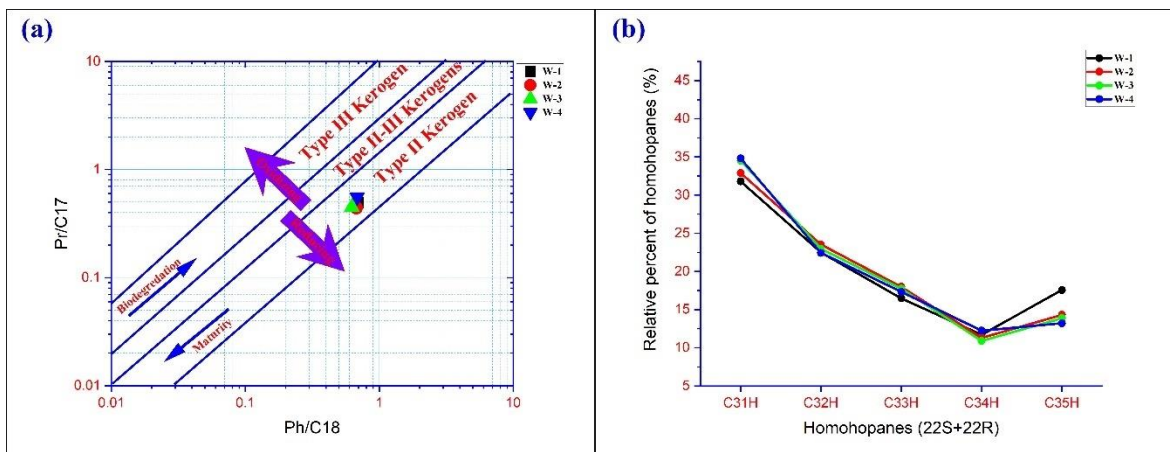 (a)
10
1
0.1
0.01
Pr/C17
0.01
0.1
1
10
Ph/C18
Type III Kerogen
Type II-III Kerogens
Type II Kerogen
Biodegredation
Maturity
W-1
W-2
W-3
W-4
(b)
45
40
35
30
25
20
15
10
5
Relative percent of homohopanes (%)
C31H
C32H
C33H
C34H
C35H
Homohopanes (22S+22R)
W-1
W-2
W-3
W-4